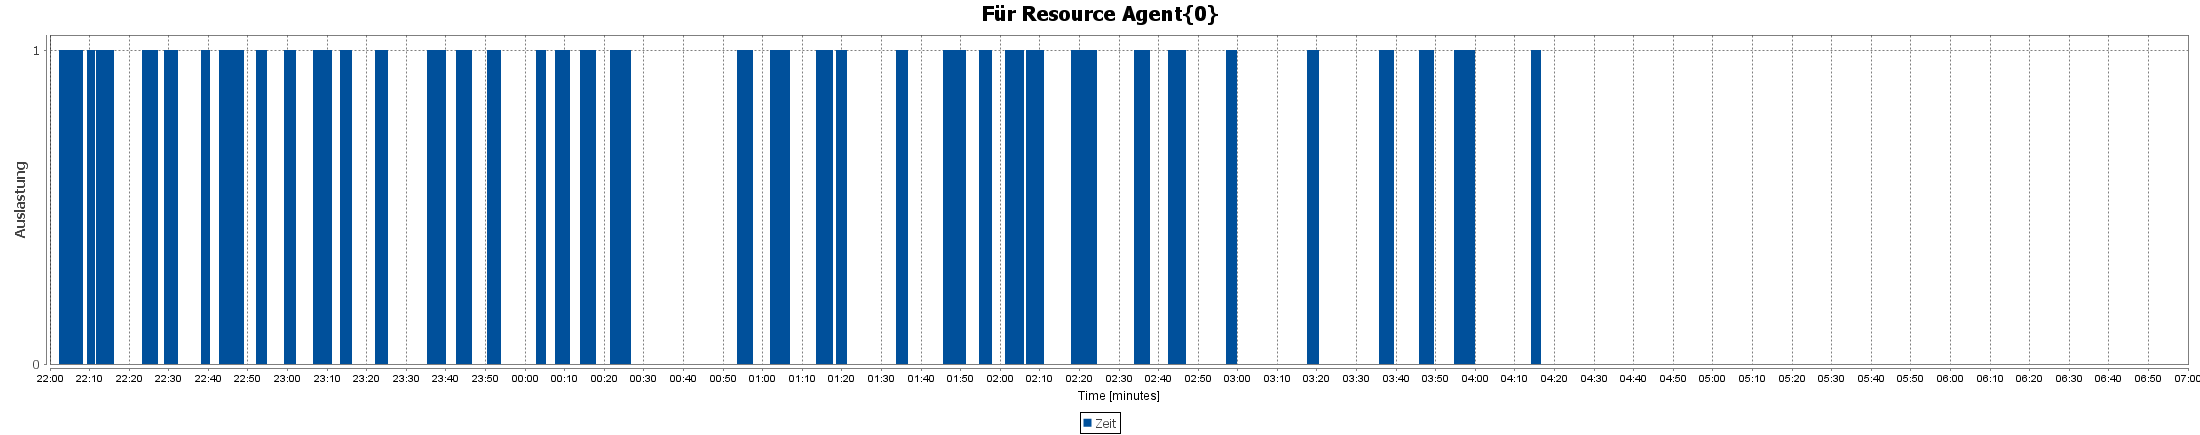 Für Resource Agent{0}
Auslastung
1
0
22:00 22:10 22:20 22:30 22:40 22:50 23:00 23:10 23:20 23:30 23:40 23:50 00:00 00:10 00:20 00:30 00:40 00:50 01:00 01:10 01:20 01:30 01:40 01:50 02:00 02:10 02:20 02:30 02:40 02:50 03:00 03:10 03:20 03:30 03:40 03:50 04:00 04:10 04:20 04:30 04:40 04:50 05:00 05:10 05:20 05:30 05:40 05:50 06:00 06:10 06:20 06:30 06:40 06:50 07:00
Time [minutes]
Zeit